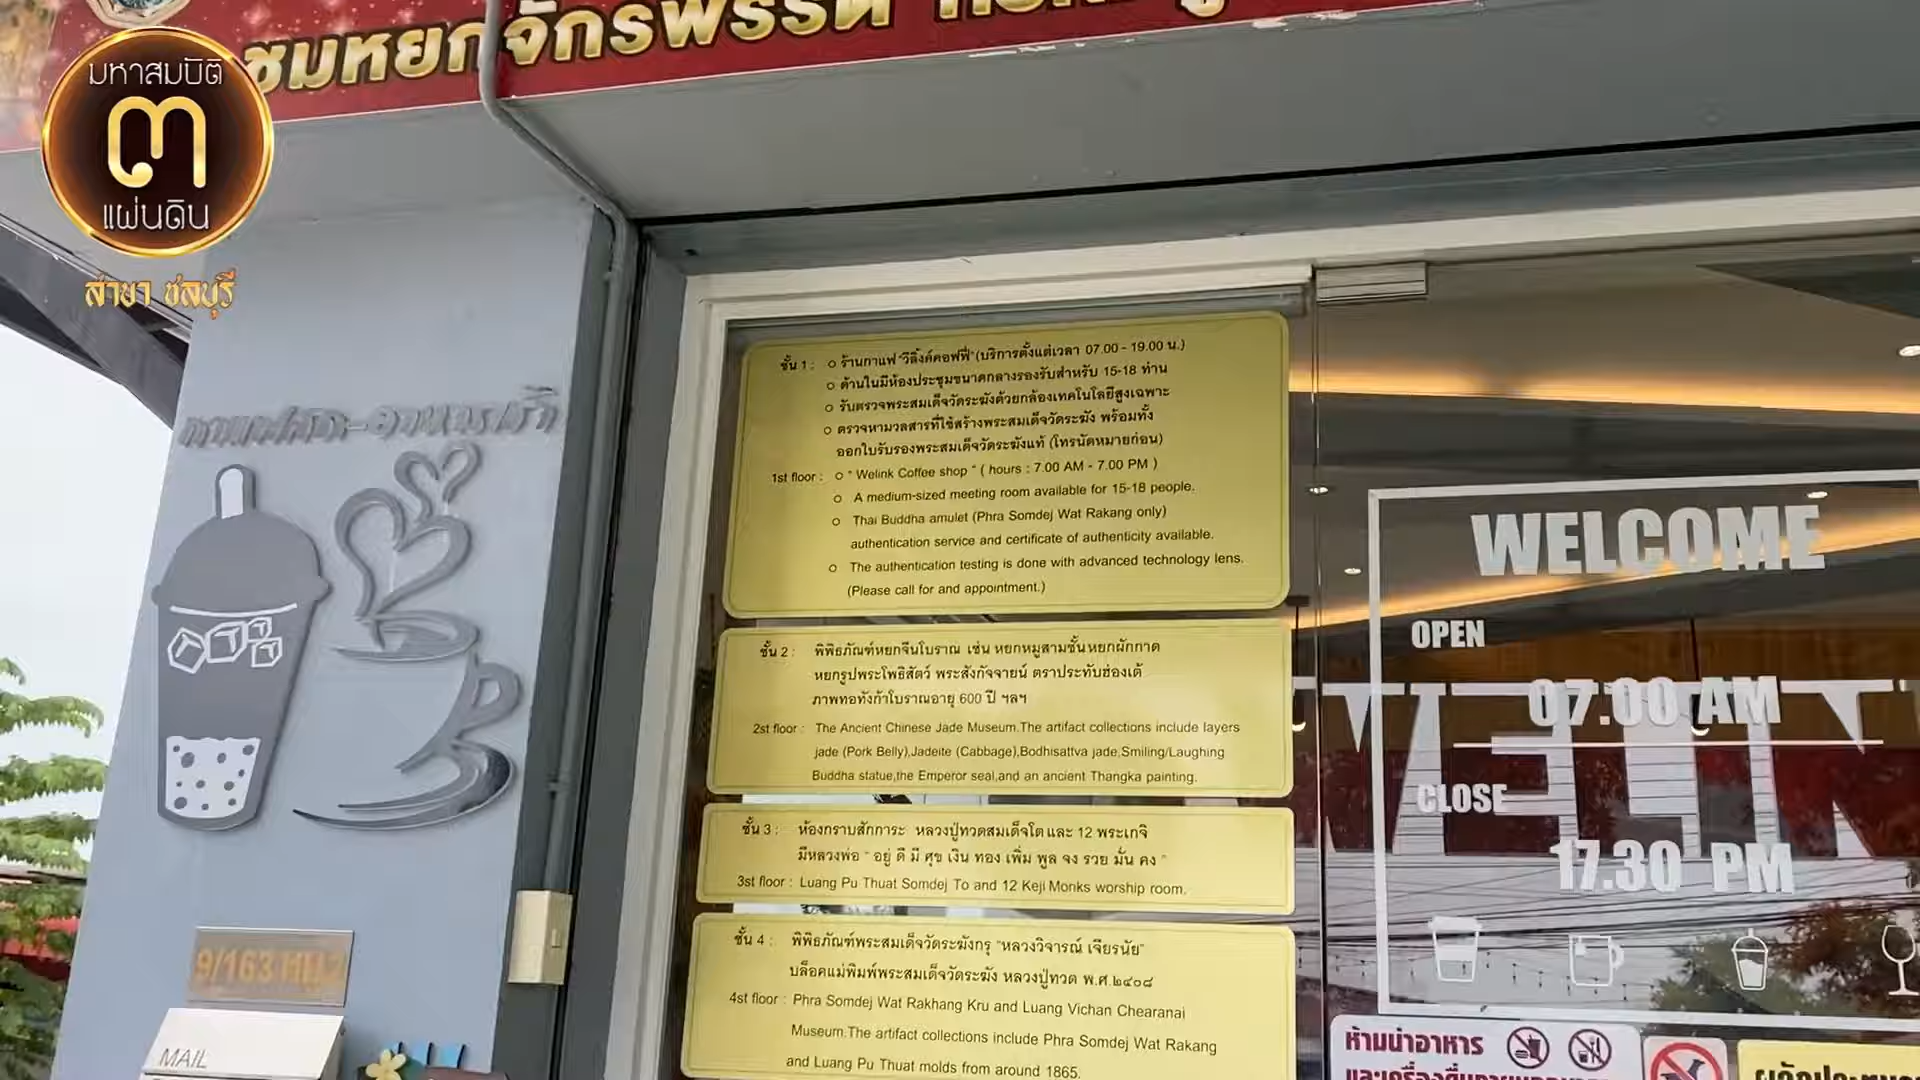 ชมหยกจักรพรรดิ
มหาสมบัติ
๓
แผ่นดิน
สาขา ชลบุรี
ชั้น 1 : ร้านกาแฟ "วีลิ้งค์คอฟฟี่" (บริการตั้งแต่เวลา 07.00 - 19.00 น.)
ด้านในมีห้องประชุมขนาดกลางรองรับสำหรับ 15-18 ท่าน
รับตรวจพระสมเด็จวัดระฆังด้วยกล้องเทคโนโลยีสูงเฉพาะ
ตรวจหามวลสารที่ใช้สร้างพระสมเด็จวัดระฆัง พร้อมทั้ง
ออกใบรับรองพระสมเด็จวัดระฆังแท้ (โทรนัดหมายก่อน)
1st floor : " Welink Coffee shop " ( hours : 7.00 AM - 7.00 PM )
A medium-sized meeting room available for 15-18 people.
Thai Buddha amulet (Phra Somdej Wat Rakang only)
authentication service and certificate of authenticity available.
The authentication testing is done with advanced technology lens.
(Please call for and appointment.)
ชั้น 2 : พิพิธภัณฑ์หยกจีนโบราณ เช่น หยกหมูสามชั้น หยกผักกาด
หยกรูปพระโพธิสัตว์ พระสังกัจจายน์ ตราประทับฮ่องเต้
ภาพทอทังก้าโบราณอายุ 600 ปี ฯลฯ
2st floor : The Ancient Chinese Jade Museum.The artifact collections include layers
jade (Pork Belly),Jadeite (Cabbage),Bodhisattva jade,Smiling/Laughing
Buddha statue,the Emperor seal,and an ancient Thangka painting.
ชั้น 3 : ห้องกราบสักการะ หลวงปู่ทวดสมเด็จโต และ 12 พระเกจิ
มีหลวงพ่อ " อยู่ ดี มี ศุข เงิน ทอง เพิ่ม พูล จง รวย มั่น คง "
3st floor : Luang Pu Thuat Somdej To and 12 Keji Monks worship room.
ชั้น 4 : พิพิธภัณฑ์พระสมเด็จวัดระฆังกรุ "หลวงวิจารณ์ เจียรนัย"
บล็อคแม่พิมพ์พระสมเด็จวัดระฆัง หลวงปู่ทวด พ.ศ.๒๔๐๘
4st floor : Phra Somdej Wat Rakhang Kru and Luang Vichan Chearanai
Museum.The artifact collections include Phra Somdej Wat Rakang
and Luang Pu Thuat molds from around 1865.
WELCOME
OPEN
07.00 AM
CLOSE
17.30 PM
9/163
MAIL
ห้ามนำอาหาร